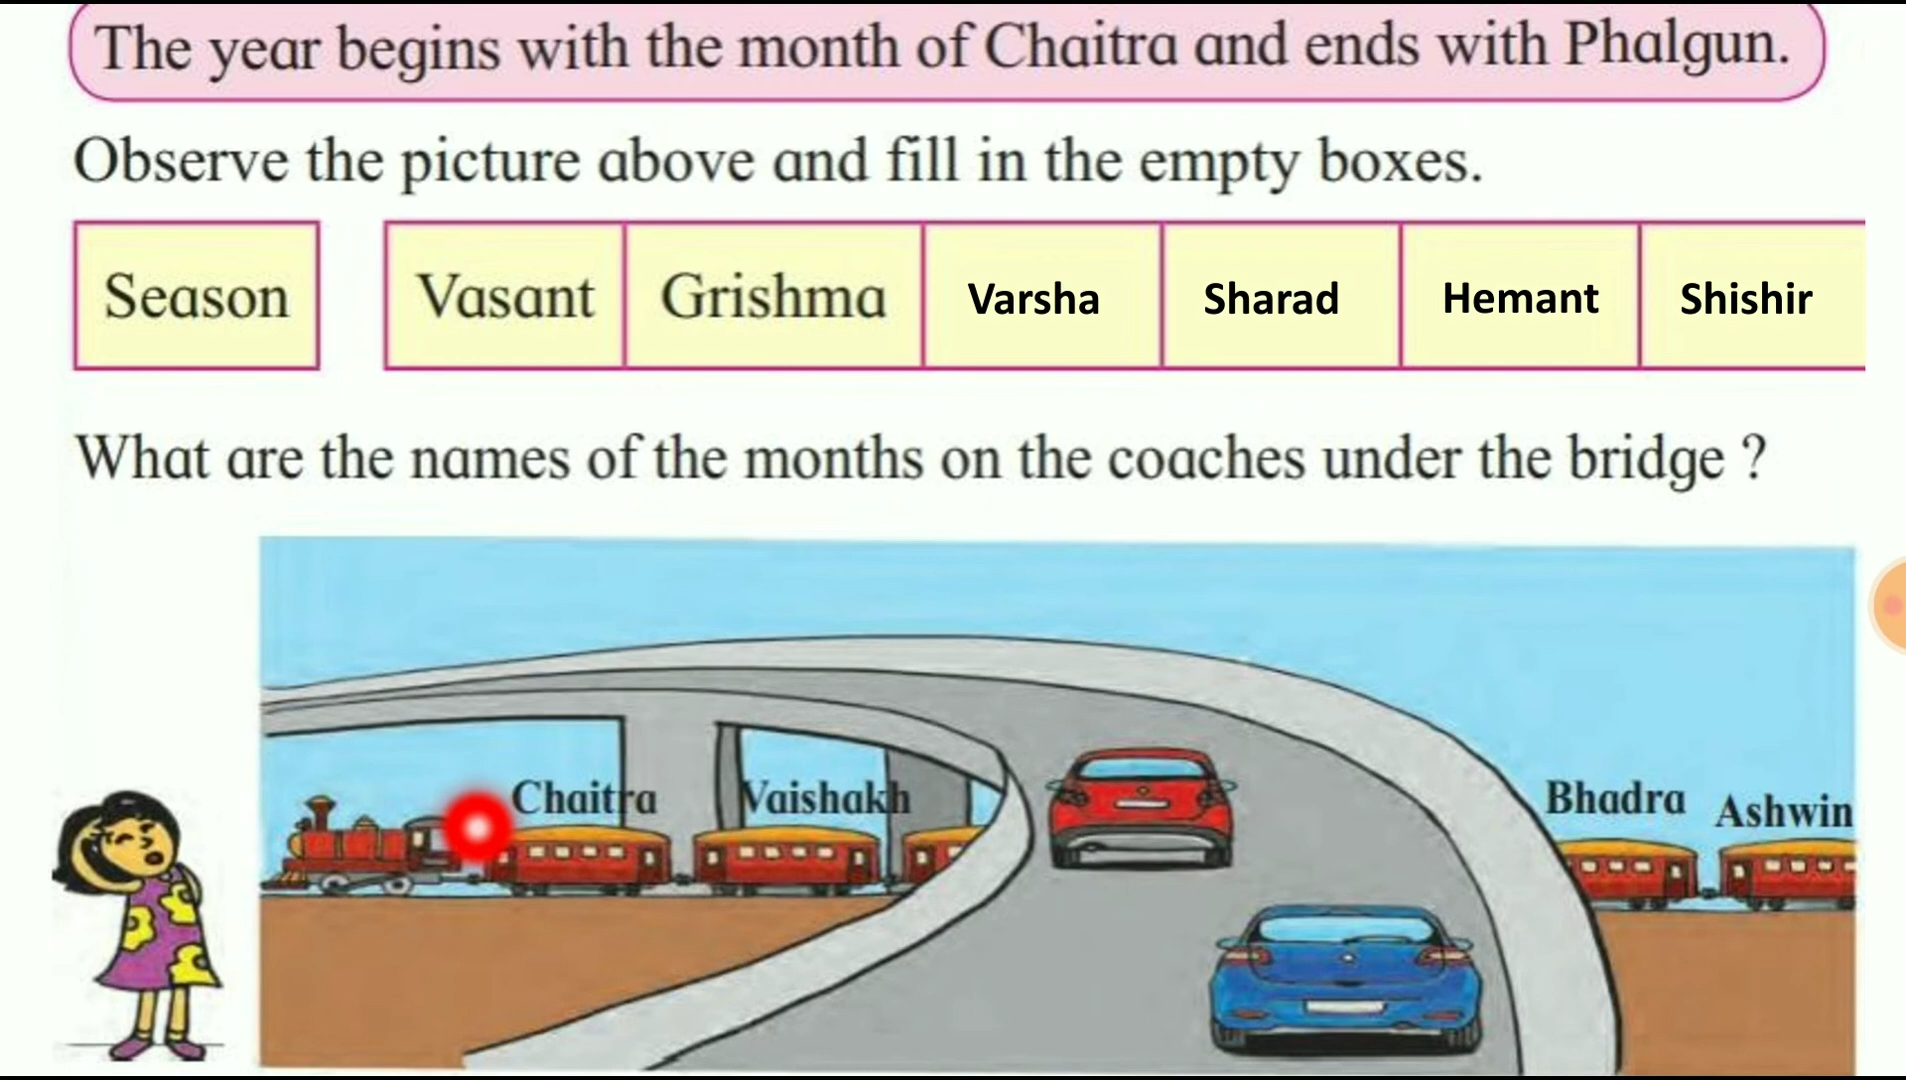 The year begins with the month of Chaitra and ends with Phalgun.
Observe the picture above and fill in the empty boxes.
Season Vasant Grishma Varsha Sharad Hemant Shishir
What are the names of the months on the coaches under the bridge ?
Chaitra Vaishakh Bhadra Ashwin